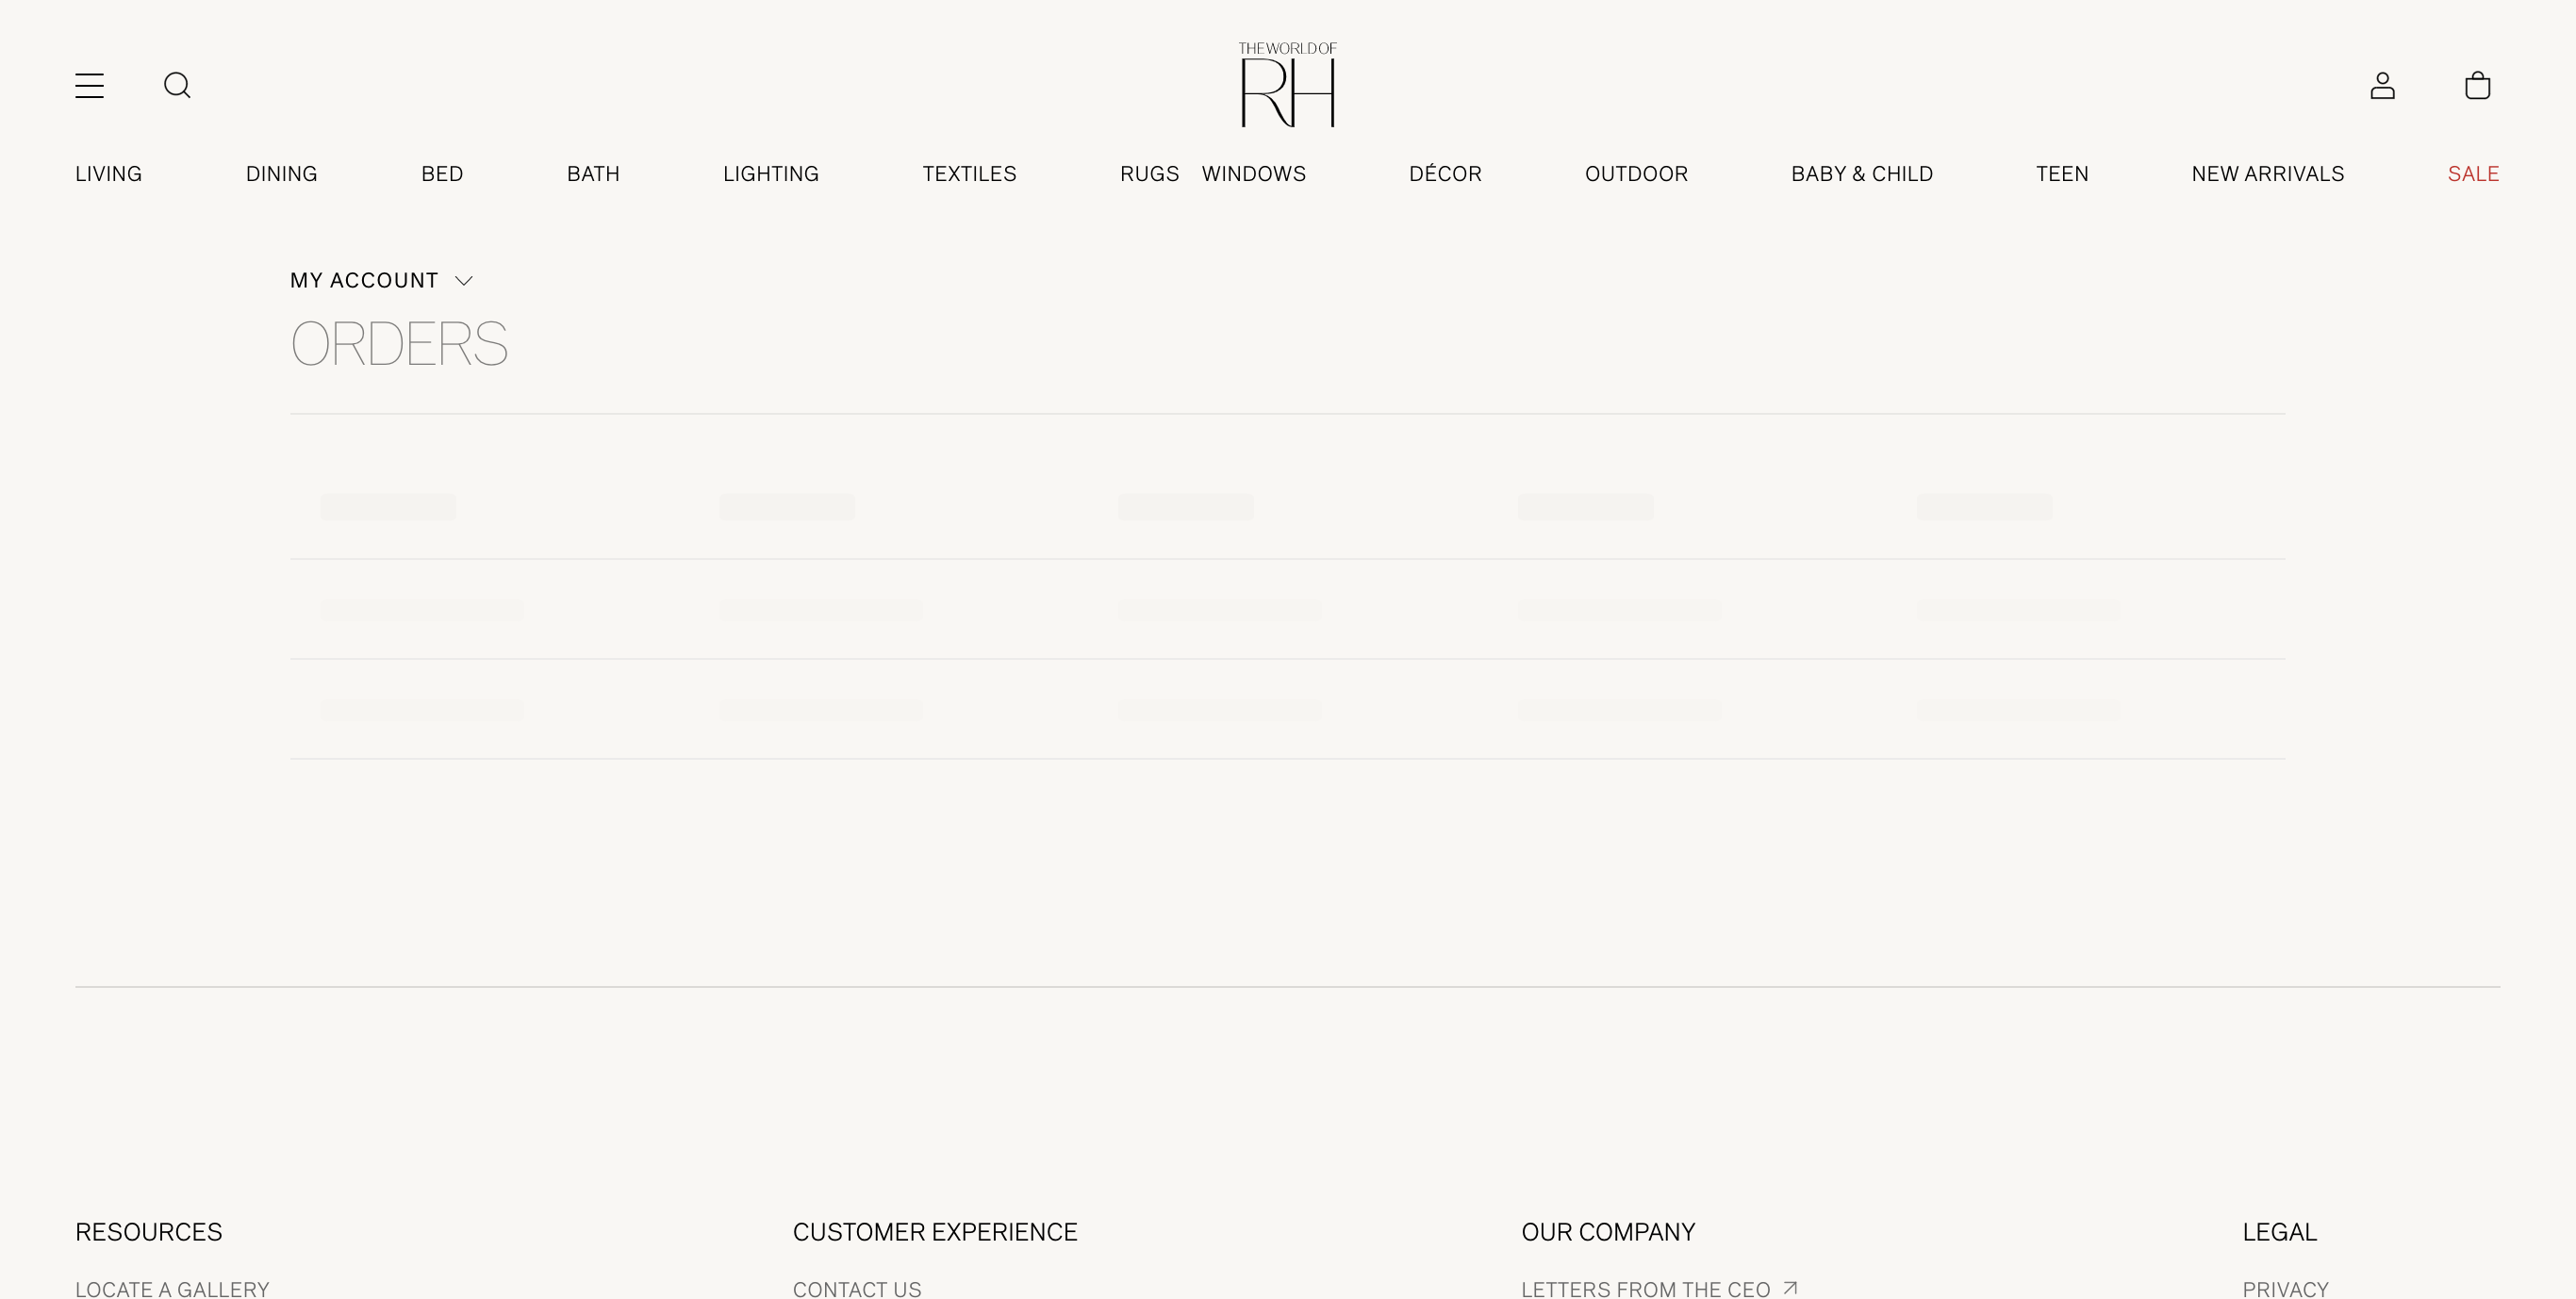 THE WORLD OF
RH
LIVING DINING BED BATH LIGHTING TEXTILES RUGS WINDOWS DÉCOR OUTDOOR BABY & CHILD TEEN NEW ARRIVALS SALE
MY ACCOUNT
ORDERS
RESOURCES CUSTOMER EXPERIENCE OUR COMPANY LEGAL
LOCATE A GALLERY CONTACT US LETTERS FROM THE CEO PRIVACY